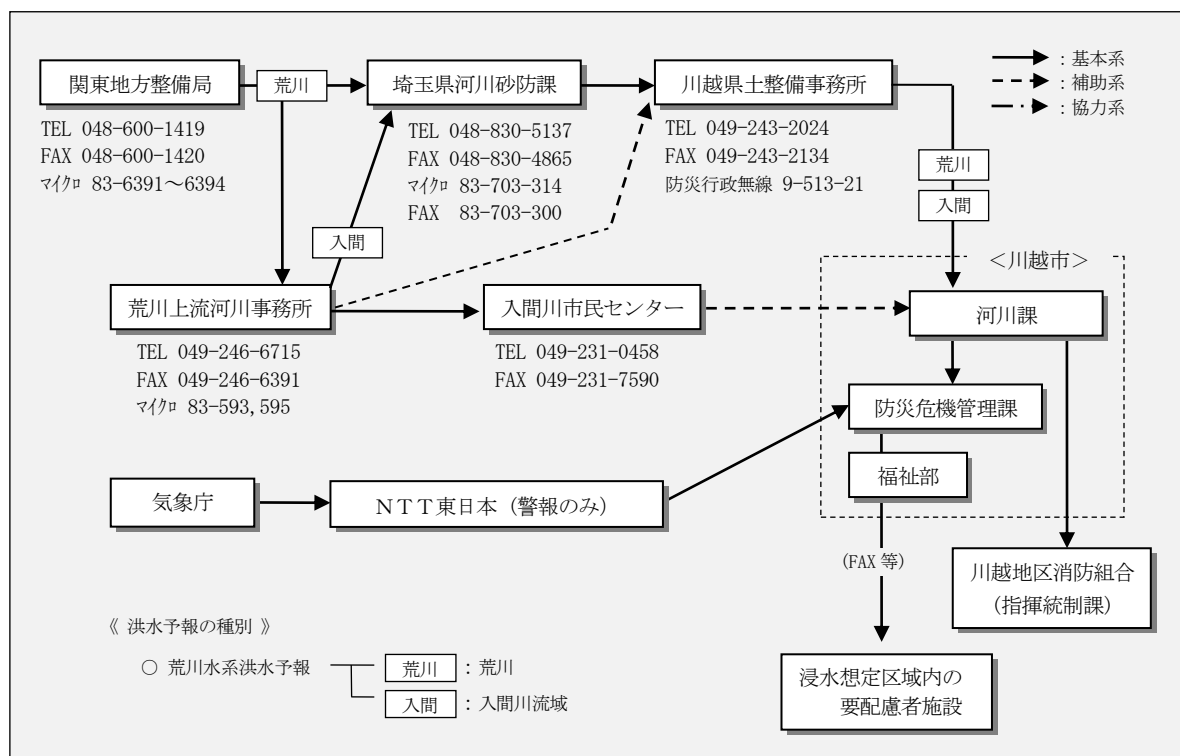 関東地方整備局
荒川
埼玉県河川砂防課
川越県土整備事務所
：基本系
：補助系
：協力系
TEL 048-600-1419
FAX 048-600-1420
ﾏｲｸﾛ 83-6391～6394
TEL 048-830-5137
FAX 048-830-4865
ﾏｲｸﾛ 83-703-314
FAX 83-703-300
TEL 049-243-2024
FAX 049-243-2134
防災行政無線 9-513-21
荒川
入間
入間
＜川越市＞
荒川上流河川事務所
入間川市民センター
河川課
TEL 049-246-6715
FAX 049-246-6391
ﾏｲｸﾛ 83-593,595
TEL 049-231-0458
FAX 049-231-7590
防災危機管理課
福祉部
気象庁
ＮＴＴ東日本（警報のみ）
(FAX 等)
川越地区消防組合
（指揮統制課）
《 洪水予報の種別 》
○ 荒川水系洪水予報
荒川 ：荒川
入間 ：入間川流域
浸水想定区域内の
要配慮者施設